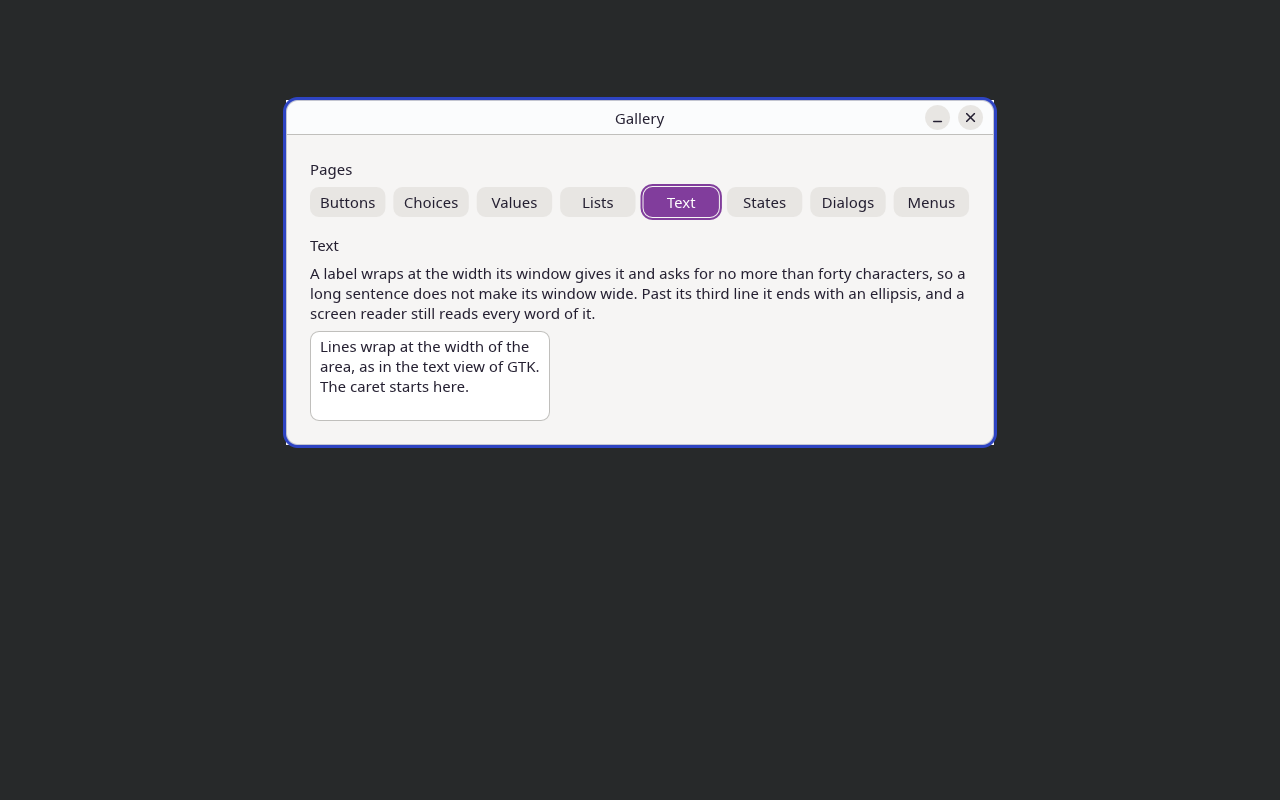 Gallery
Pages
Buttons Choices Values Lists Text States Dialogs Menus
Text
A label wraps at the width its window gives it and asks for no more than forty characters, so a
long sentence does not make its window wide. Past its third line it ends with an ellipsis, and a
screen reader still reads every word of it.
Lines wrap at the width of the
area, as in the text view of GTK.
The caret starts here.